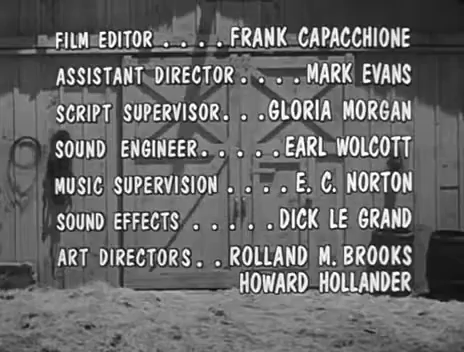 FILM EDITOR . . . . FRANK CAPACCHIONE
ASSISTANT DIRECTOR . . . . MARK EVANS
SCRIPT SUPERVISOR . . . GLORIA MORGAN
SOUND ENGINEER . . . . . EARL WOLCOTT
MUSIC SUPERVISION . . . . E. C. NORTON
SOUND EFFECTS . . . . . DICK LE GRAND
ART DIRECTORS . . ROLLAND M. BROOKS
HOWARD HOLLANDER